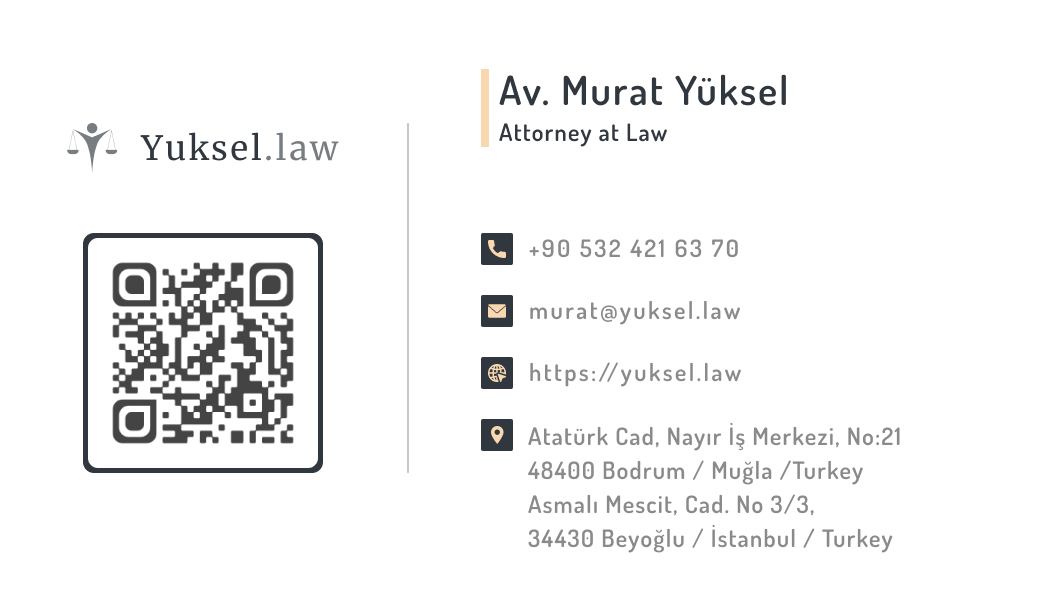 Yuksel.law
Av. Murat Yüksel
Attorney at Law
+90 532 421 63 70
murat@yuksel.law
https://yuksel.law
Atatürk Cad, Nayır İş Merkezi, No:21
48400 Bodrum / Muğla /Turkey
Asmalı Mescit, Cad. No 3/3,
34430 Beyoğlu / İstanbul / Turkey